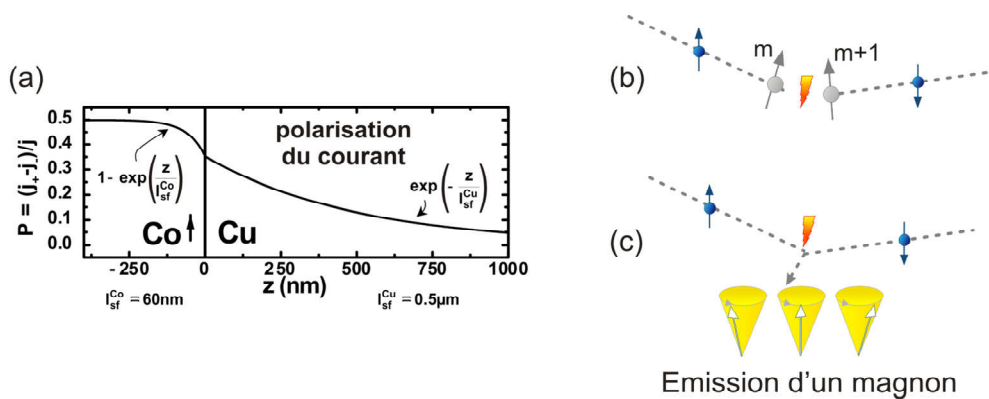 (a)
P = (j₊-j₋)/j
0.5
0.4
0.3
0.2
0.1
0.0
polarisation
du courant
1- exp(z/l_sf^Co)
exp(-z/l_sf^Cu)
Co
Cu
-250 0 250 500 750 1000
z (nm)
l_sf^Co = 60nm
l_sf^Cu = 0.5µm
(b)
m
m+1
(c)
Emission d'un magnon